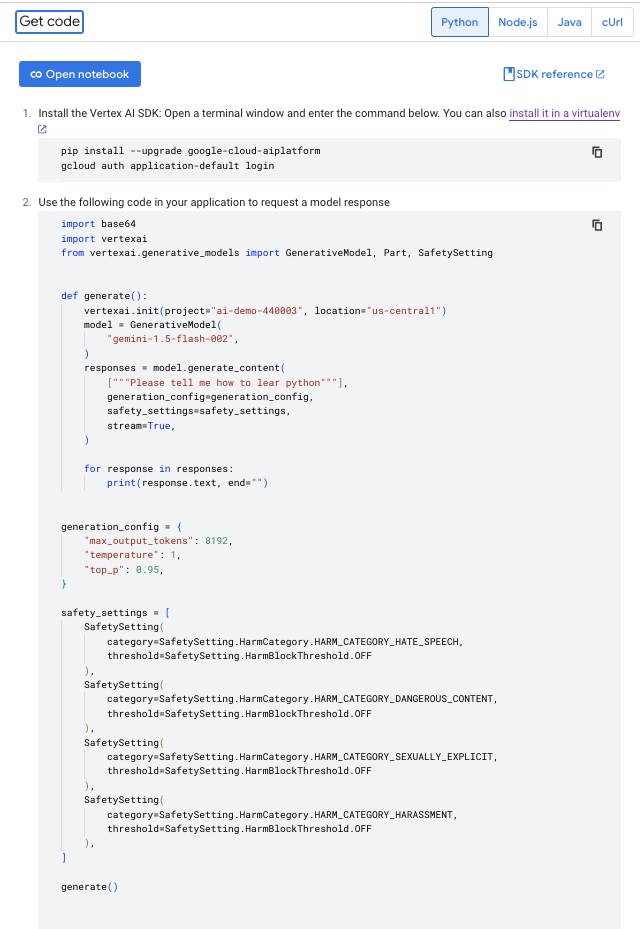 Get code
Python Node.js Java cUrl
Open notebook
SDK reference
1. Install the Vertex AI SDK: Open a terminal window and enter the command below. You can also install it in a virtualenv
pip install --upgrade google-cloud-aiplatform
gcloud auth application-default login
2. Use the following code in your application to request a model response
import base64
import vertexai
from vertexai.generative_models import GenerativeModel, Part, SafetySetting
def generate():
    vertexai.init(project="ai-demo-440003", location="us-central1")
    model = GenerativeModel(
        "gemini-1.5-flash-002",
    )
    responses = model.generate_content(
        ["""Please tell me how to lear python"""],
        generation_config=generation_config,
        safety_settings=safety_settings,
        stream=True,
    )
    for response in responses:
        print(response.text, end="")
generation_config = {
    "max_output_tokens": 8192,
    "temperature": 1,
    "top_p": 0.95,
}
safety_settings = [
    SafetySetting(
        category=SafetySetting.HarmCategory.HARM_CATEGORY_HATE_SPEECH,
        threshold=SafetySetting.HarmBlockThreshold.OFF
    ),
    SafetySetting(
        category=SafetySetting.HarmCategory.HARM_CATEGORY_DANGEROUS_CONTENT,
        threshold=SafetySetting.HarmBlockThreshold.OFF
    ),
    SafetySetting(
        category=SafetySetting.HarmCategory.HARM_CATEGORY_SEXUALLY_EXPLICIT,
        threshold=SafetySetting.HarmBlockThreshold.OFF
    ),
    SafetySetting(
        category=SafetySetting.HarmCategory.HARM_CATEGORY_HARASSMENT,
        threshold=SafetySetting.HarmBlockThreshold.OFF
    ),
]
generate()